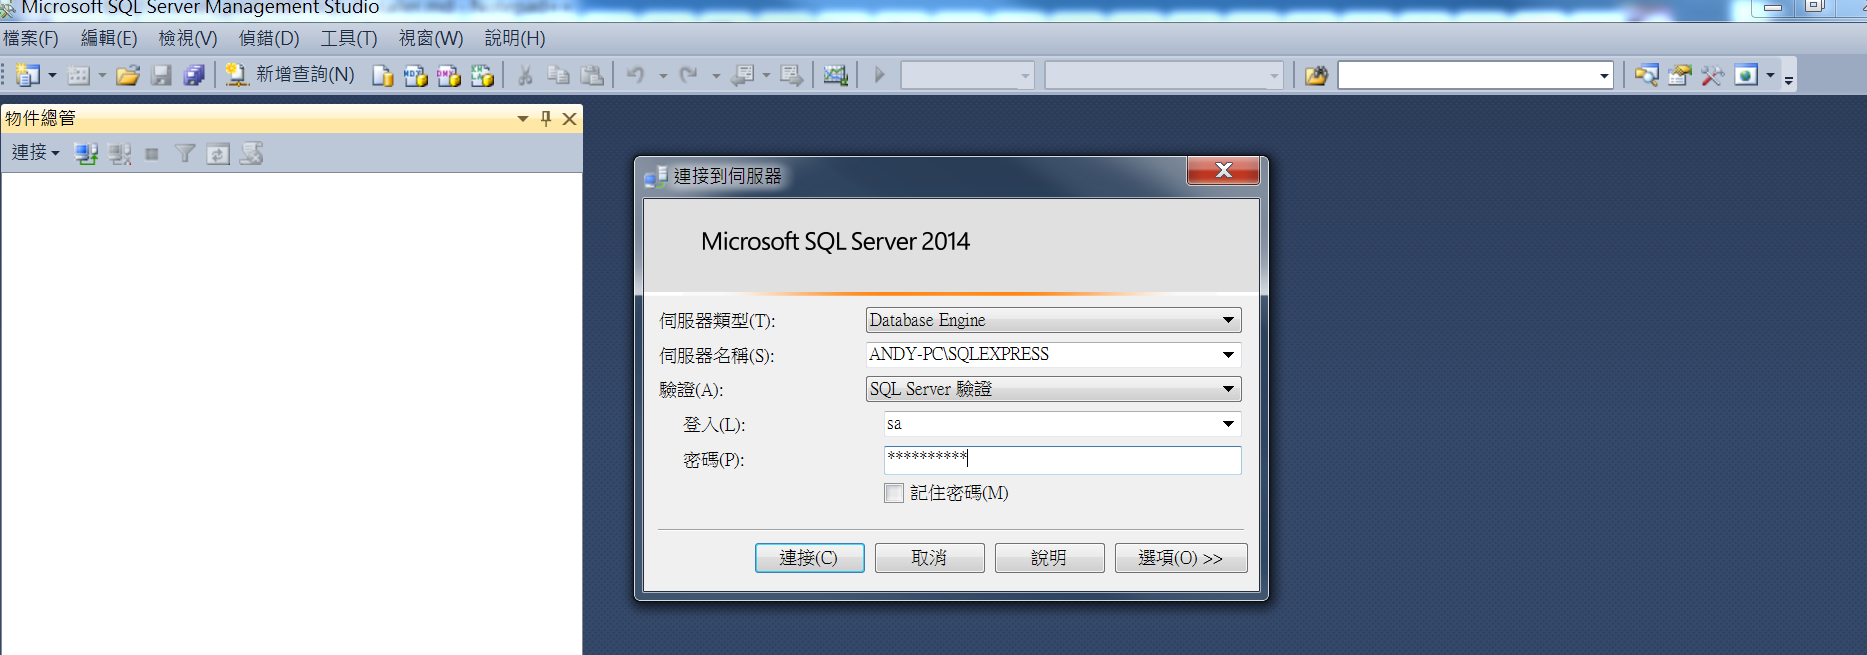 Microsoft SQL Server Management Studio
檔案(F) 編輯(E) 檢視(V) 偵錯(D) 工具(T) 視窗(W) 說明(H)
新增查詢(N)
物件總管
連接
連接到伺服器
Microsoft SQL Server 2014
伺服器類型(T): Database Engine
伺服器名稱(S): ANDY-PC\SQLEXPRESS
驗證(A): SQL Server 驗證
登入(L): sa
密碼(P): **********
記住密碼(M)
連接(C) 取消 說明 選項(O) >>